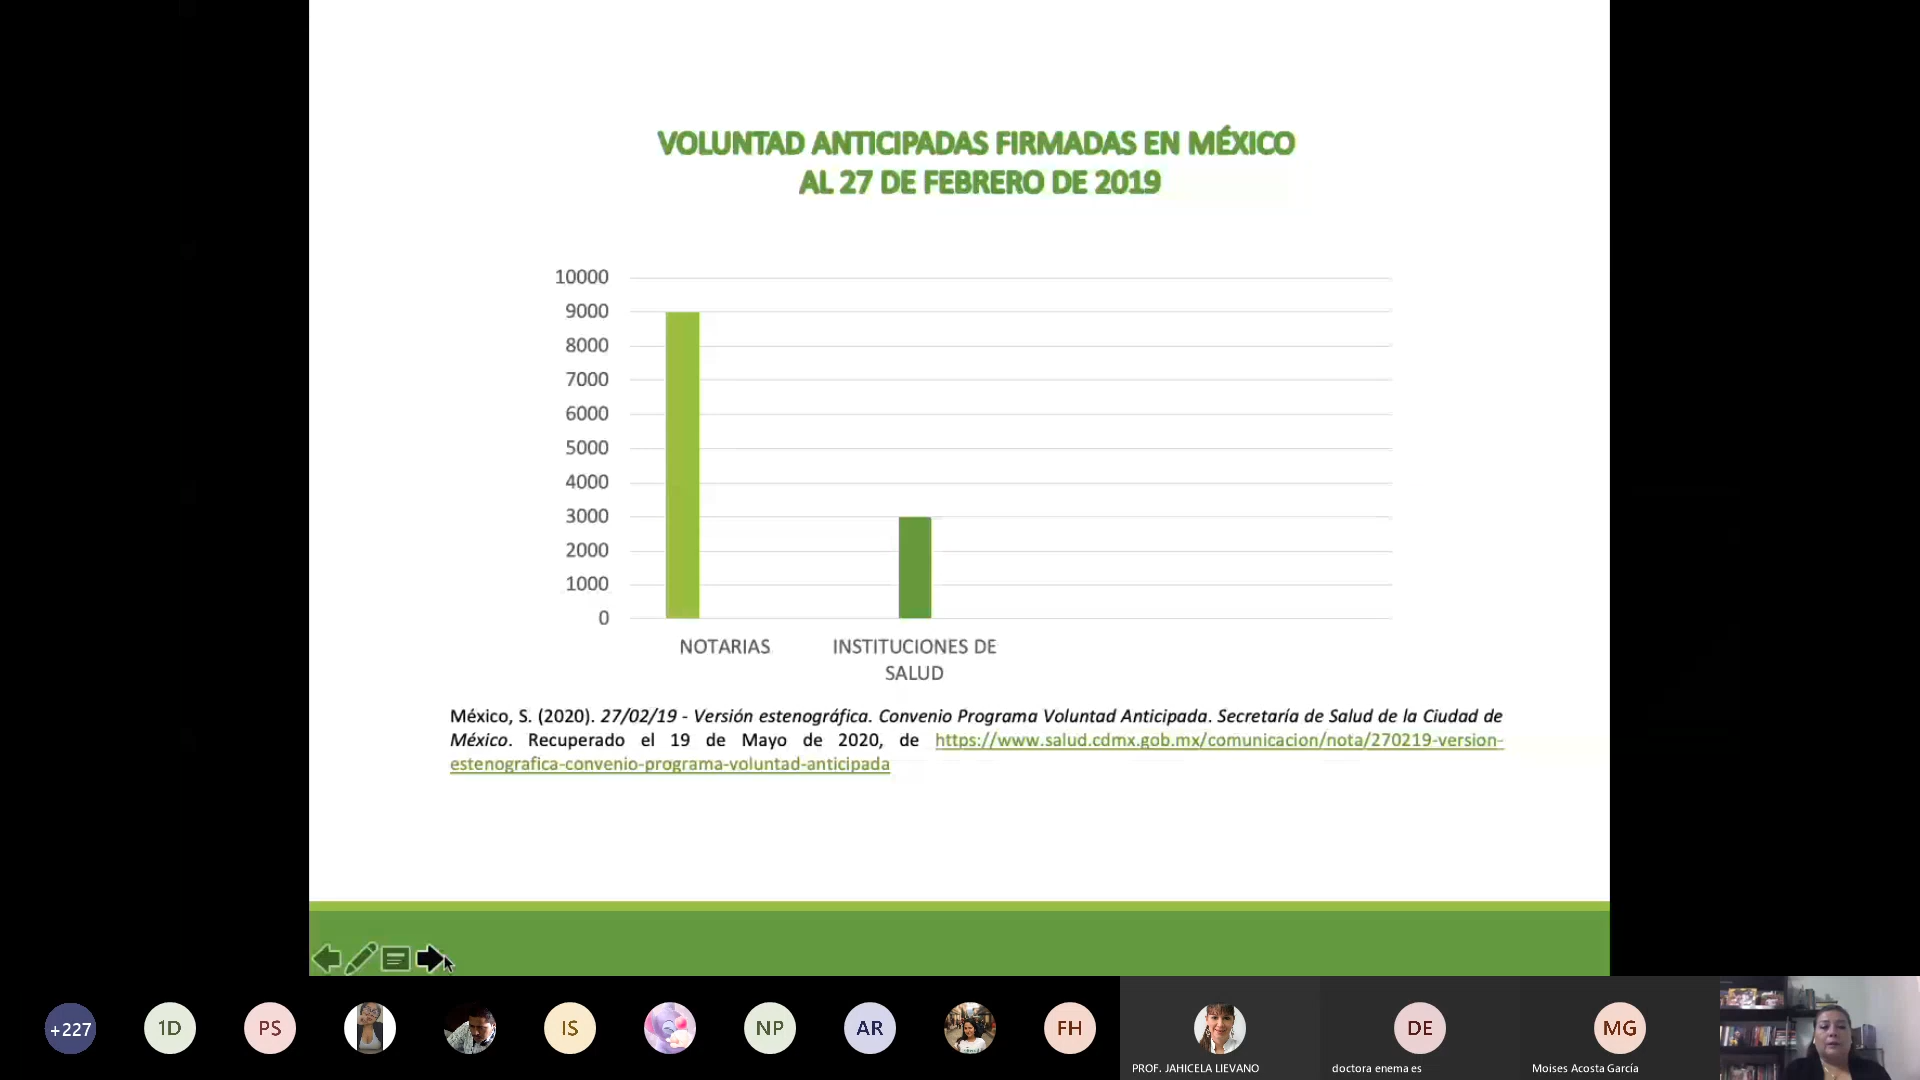 VOLUNTAD ANTICIPADAS FIRMADAS EN MÉXICO
AL 27 DE FEBRERO DE 2019
10000
9000
8000
7000
6000
5000
4000
3000
2000
1000
0
NOTARIAS
INSTITUCIONES DE
SALUD
México, S. (2020). 27/02/19 - Versión estenográfica. Convenio Programa Voluntad Anticipada. Secretaría de Salud de la Ciudad de
México. Recuperado el 19 de Mayo de 2020, de https://www.salud.cdmx.gob.mx/comunicacion/nota/270219-version-
estenografica-convenio-programa-voluntad-anticipada
+227
1D
PS
IS
NP
AR
FH
PROF. JAHICELA LIEVANO
DE
doctora enema es
MG
Moises Acosta García